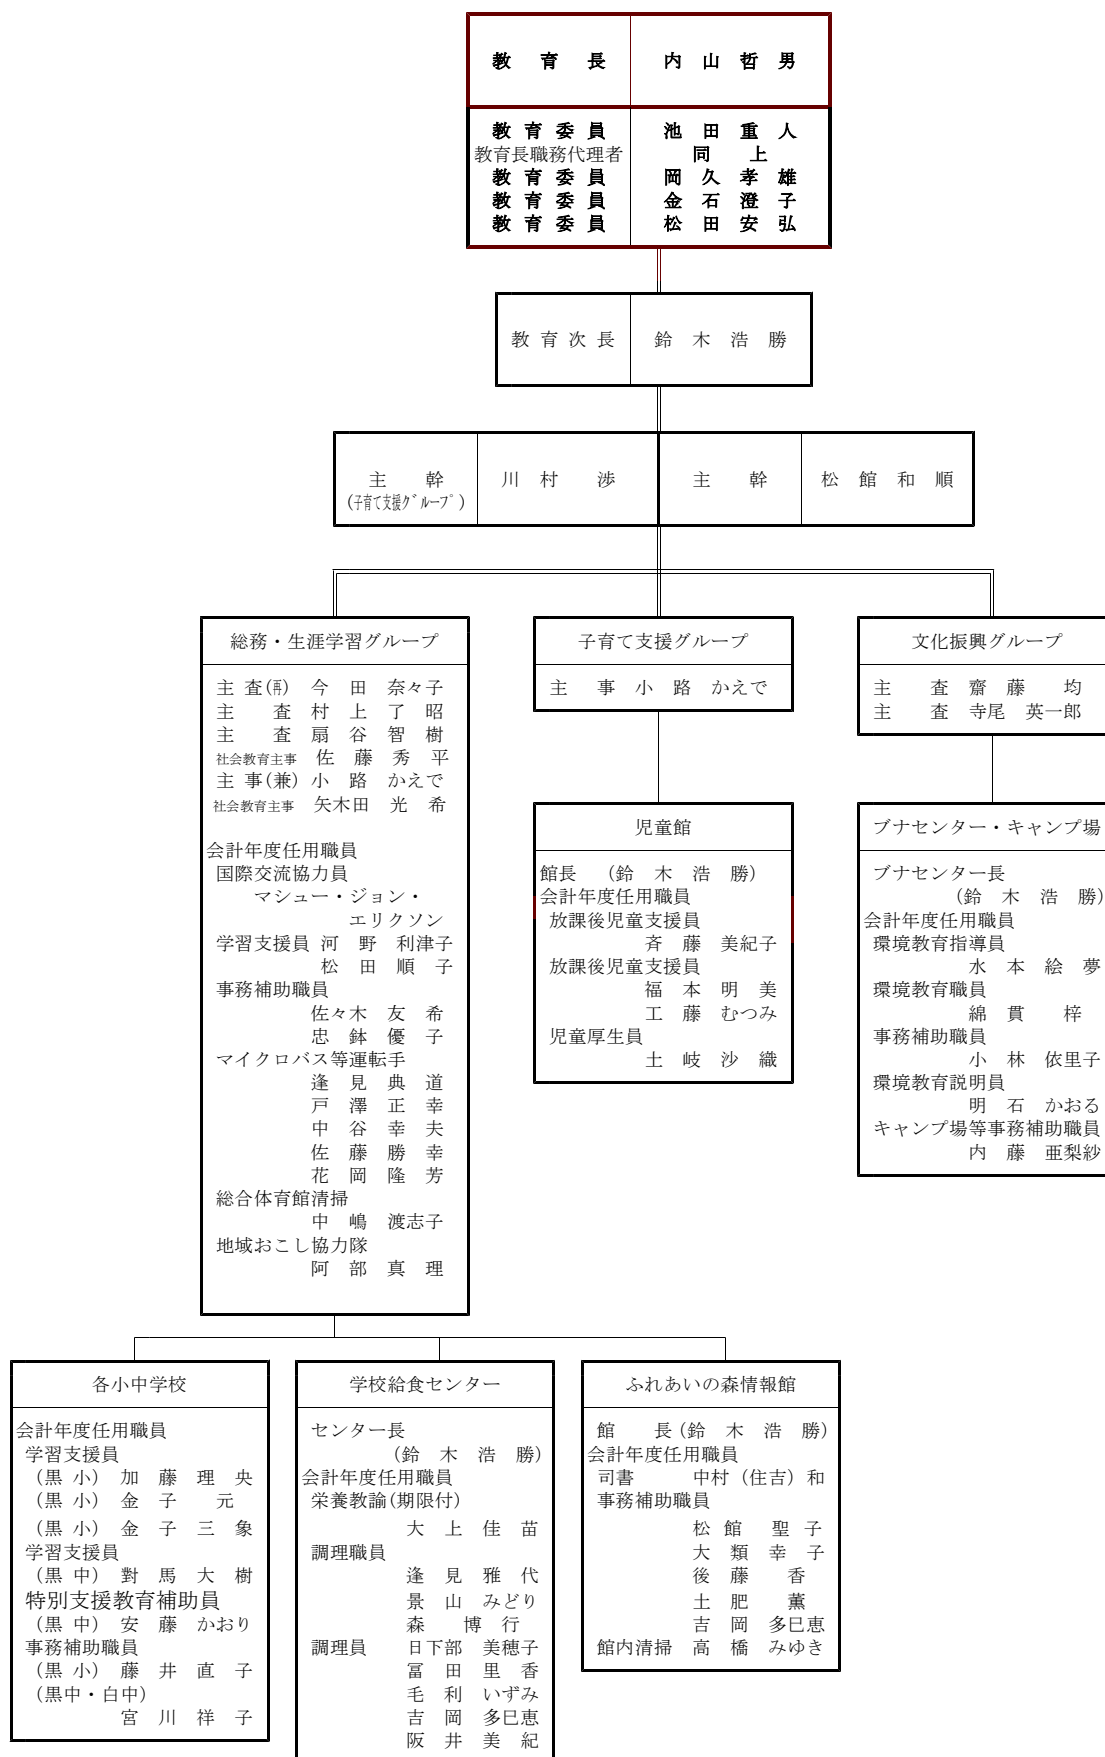 教　育　長　内　山　哲　男
教 育 委 員　池　田　重　人
教育長職務代理者　同　　上
教 育 委 員　岡　久　孝　雄
教 育 委 員　金　石　澄　子
教 育 委 員　松　田　安　弘
教 育 次 長　鈴　木　浩　勝
主　　幹　川　村　　渉　主　　幹　松　館　和　順
(子育て支援ｸﾞﾙｰﾌﾟ)
総務・生涯学習グループ
主 査(再)　今　田　奈々子
主　　査　村　上　了　昭
主　　査　扇　谷　智　樹
社会教育主事　佐　藤　秀　平
主 事(兼)　小　路　かえで
社会教育主事　矢木田　光　希
会計年度任用職員
国際交流協力員
マシュー・ジョン・
エリクソン
学習支援員　河　野　利津子
松　田　順　子
事務補助職員
佐々木　友　希
忠　鉢　優　子
マイクロバス等運転手
逢　見　典　道
戸　澤　正　幸
中　谷　幸　夫
佐　藤　勝　幸
花　岡　隆　芳
総合体育館清掃
中　嶋　渡志子
地域おこし協力隊
阿　部　真　理
子育て支援グループ
主　　事　小　路　かえで
児童館
館長　（鈴　木　浩　勝）
会計年度任用職員
放課後児童支援員
斉　藤　美紀子
放課後児童支援員
福　本　明　美
工　藤　むつみ
児童厚生員
土　岐　沙　織
文化振興グループ
主　　査　齋　藤　　均
主　　査　寺尾　英一郎
ブナセンター・キャンプ場
ブナセンター長
(鈴　木　浩　勝)
会計年度任用職員
環境教育指導員
水　本　絵　夢
環境教育職員
綿　貫　　梓
事務補助職員
小　林　依里子
環境教育説明員
明　石　かおる
キャンプ場等事務補助職員
内　藤　亜梨紗
各小中学校
会計年度任用職員
学習支援員
（黒 小）　加　藤　理　央
（黒 小）　金　子　　元
（黒 小）　金　子　三　象
学習支援員
（黒 中）　對　馬　大　樹
特別支援教育補助員
（黒 中）　安　藤　かおり
事務補助職員
（黒 小）　藤　井　直　子
（黒中・白中）
宮　川　祥　子
学校給食センター
センター長
(鈴　木　浩　勝)
会計年度任用職員
栄養教諭(期限付)
大　上　佳　苗
調理職員
逢　見　雅　代
景　山　みどり
森　　博　行
調理員　日下部　美穂子
冨　田　里　香
毛　利　いずみ
吉　岡　多巳恵
阪　井　美　紀
ふれあいの森情報館
館　　長(鈴　木　浩　勝)
会計年度任用職員
司書　　中村（住吉）和
事務補助職員
松　館　聖　子
大　類　幸　子
後　藤　　香
土　肥　　薫
吉　岡　多巳恵
館内清掃　高　橋　みゆき